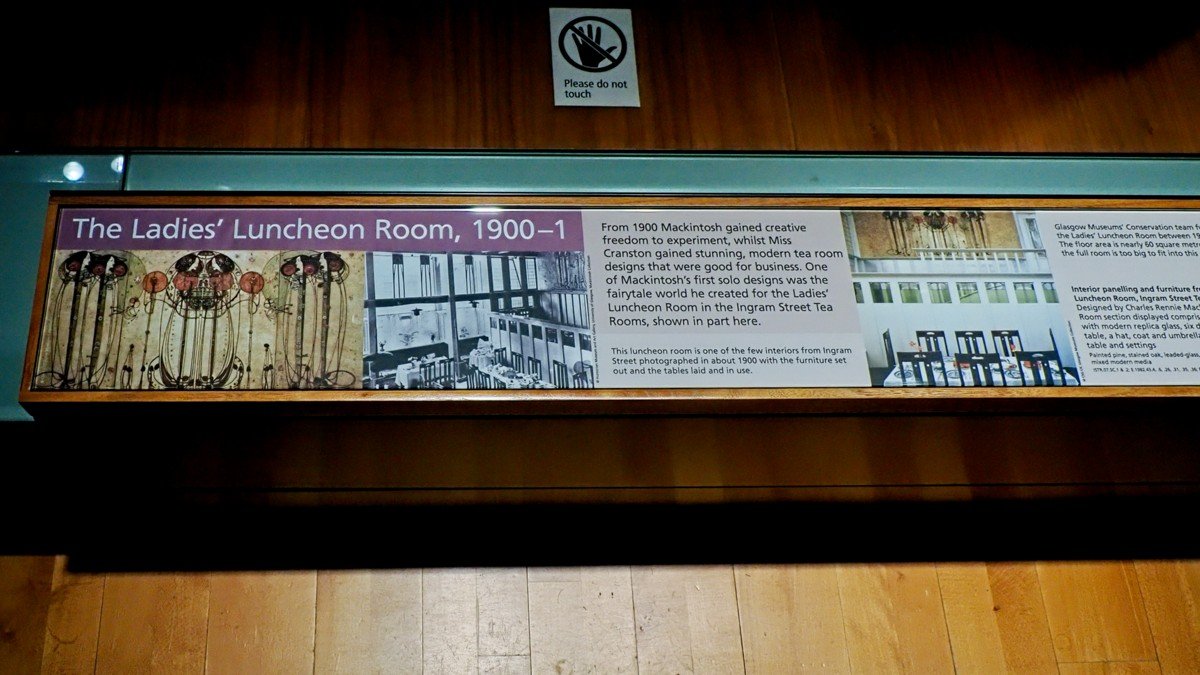 Please do not
touch
The Ladies’ Luncheon Room, 1900–1
From 1900 Mackintosh gained creative
freedom to experiment, whilst Miss
Cranston gained stunning, modern tea room
designs that were good for business. One
of Mackintosh’s first solo designs was the
fairytale world he created for the Ladies’
Luncheon Room in the Ingram Street Tea
Rooms, shown in part here.
This luncheon room is one of the few interiors from Ingram
Street photographed in about 1900 with the furniture set
out and the tables laid and in use.
Glasgow Museums’ Conservation team
the Ladies’ Luncheon Room between
The floor area is nearly 60 square
the full room is too big to fit into this
Interior panelling and furniture
Luncheon Room, Ingram Street
Designed by Charles Rennie
Room section displayed
with modern replica glass, six
table, a hat, coat and
table and settings
Painted pine, stained oak, leaded-glass,
mixed modern media